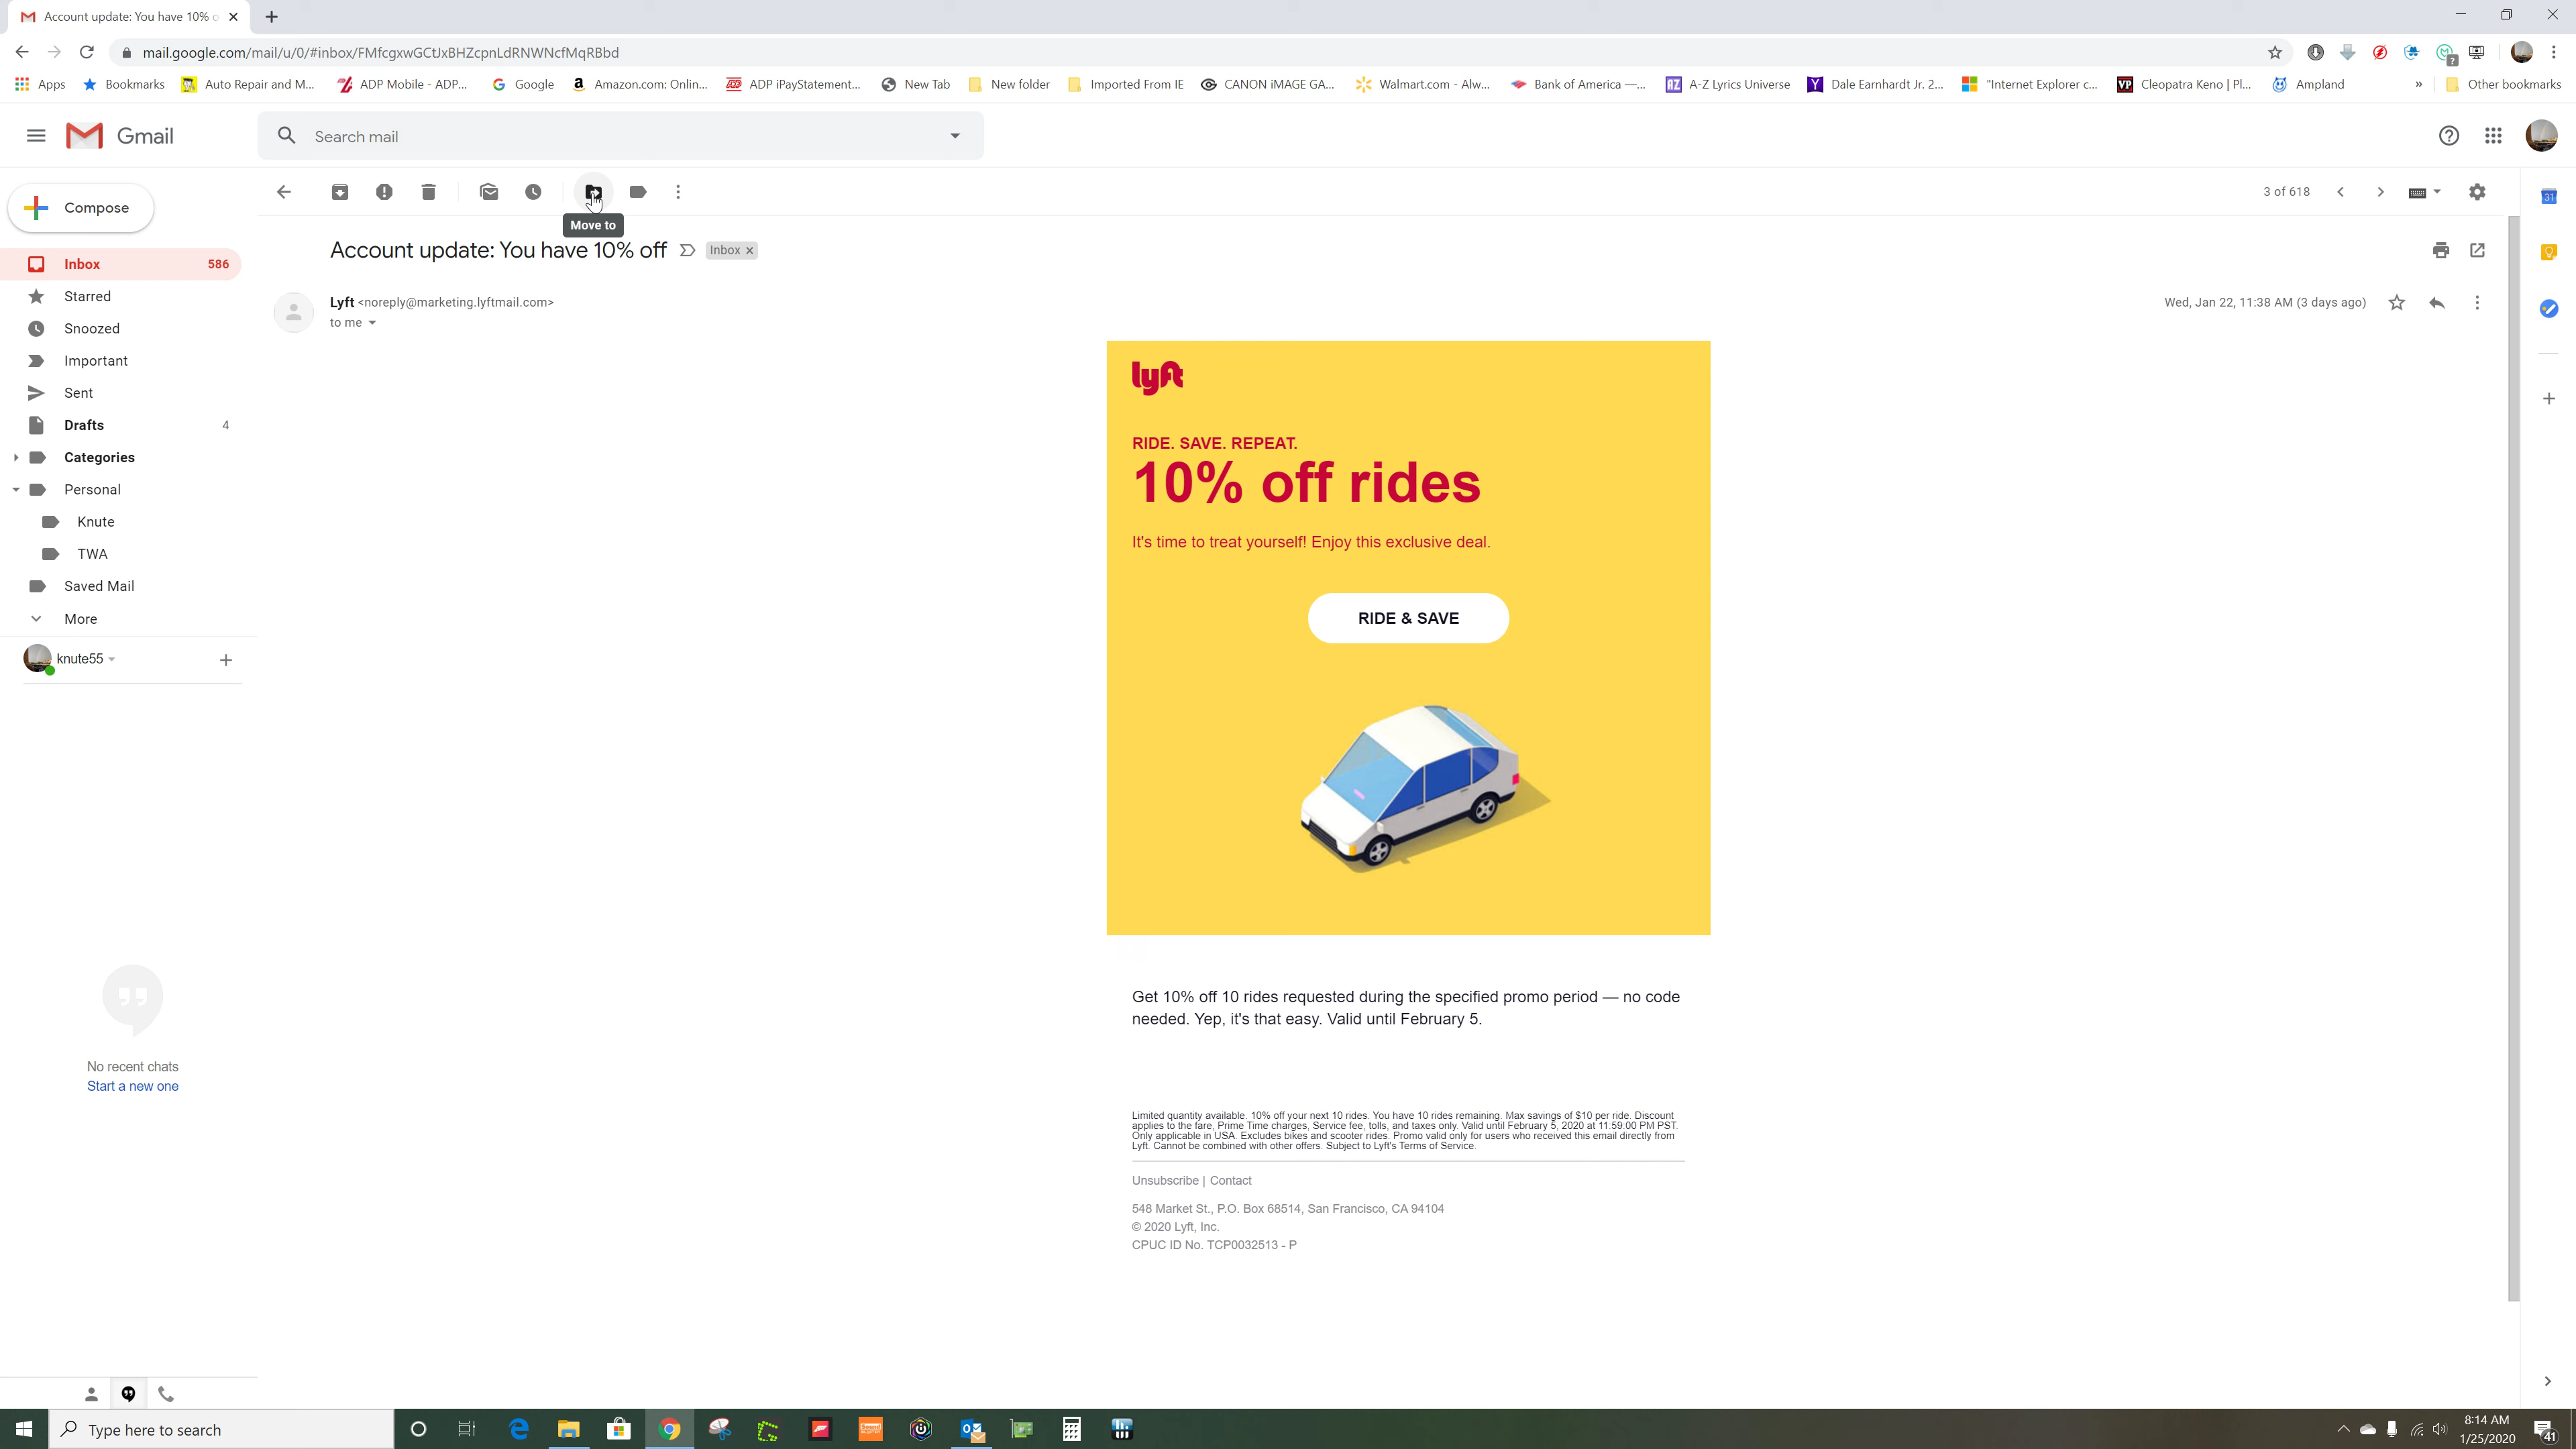 Account update: You have 10% o
mail.google.com/mail/u/0/#inbox/FMfcgxwGCtJxBHZcpnLdRNWNcfMqRBbd
Apps Bookmarks Auto Repair and M... ADP Mobile - ADP... Google Amazon.com: Onlin... ADP iPayStatement... New Tab New folder Imported From IE CANON iMAGE GA... Walmart.com - Alw... Bank of America —... A-Z Lyrics Universe Dale Earnhardt Jr. 2... "Internet Explorer c... Cleopatra Keno | Pl... Ampland » Other bookmarks
Gmail
Search mail
Compose
3 of 618
Move to
Account update: You have 10% off Inbox
Inbox 586
Starred
Snoozed
Important
Sent
Drafts 4
Categories
Personal
Knute
TWA
Saved Mail
More
knute55
No recent chats
Start a new one
Lyft <noreply@marketing.lyftmail.com>
Wed, Jan 22, 11:38 AM (3 days ago)
to me
lyft
RIDE. SAVE. REPEAT.
10% off rides
It's time to treat yourself! Enjoy this exclusive deal.
RIDE & SAVE
Get 10% off 10 rides requested during the specified promo period — no code
needed. Yep, it's that easy. Valid until February 5.
Limited quantity available. 10% off your next 10 rides. You have 10 rides remaining. Max savings of $10 per ride. Discount
applies to the fare, Prime Time charges, Service fee, tolls, and taxes only. Valid until February 5, 2020 at 11:59:00 PM PST.
Only applicable in USA. Excludes bikes and scooter rides. Promo valid only for users who received this email directly from
Lyft. Cannot be combined with other offers. Subject to Lyft's Terms of Service.
Unsubscribe | Contact
548 Market St., P.O. Box 68514, San Francisco, CA 94104
© 2020 Lyft, Inc.
CPUC ID No. TCP0032513 - P
31
Type here to search
8:14 AM
1/25/2020
41